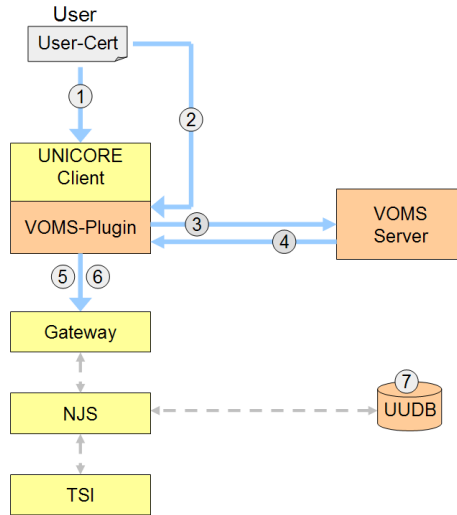 User
User-Cert
1
2
UNICORE
Client
VOMS-Plugin
3
4
VOMS
Server
5
6
Gateway
7
NJS
UUDB
TSI